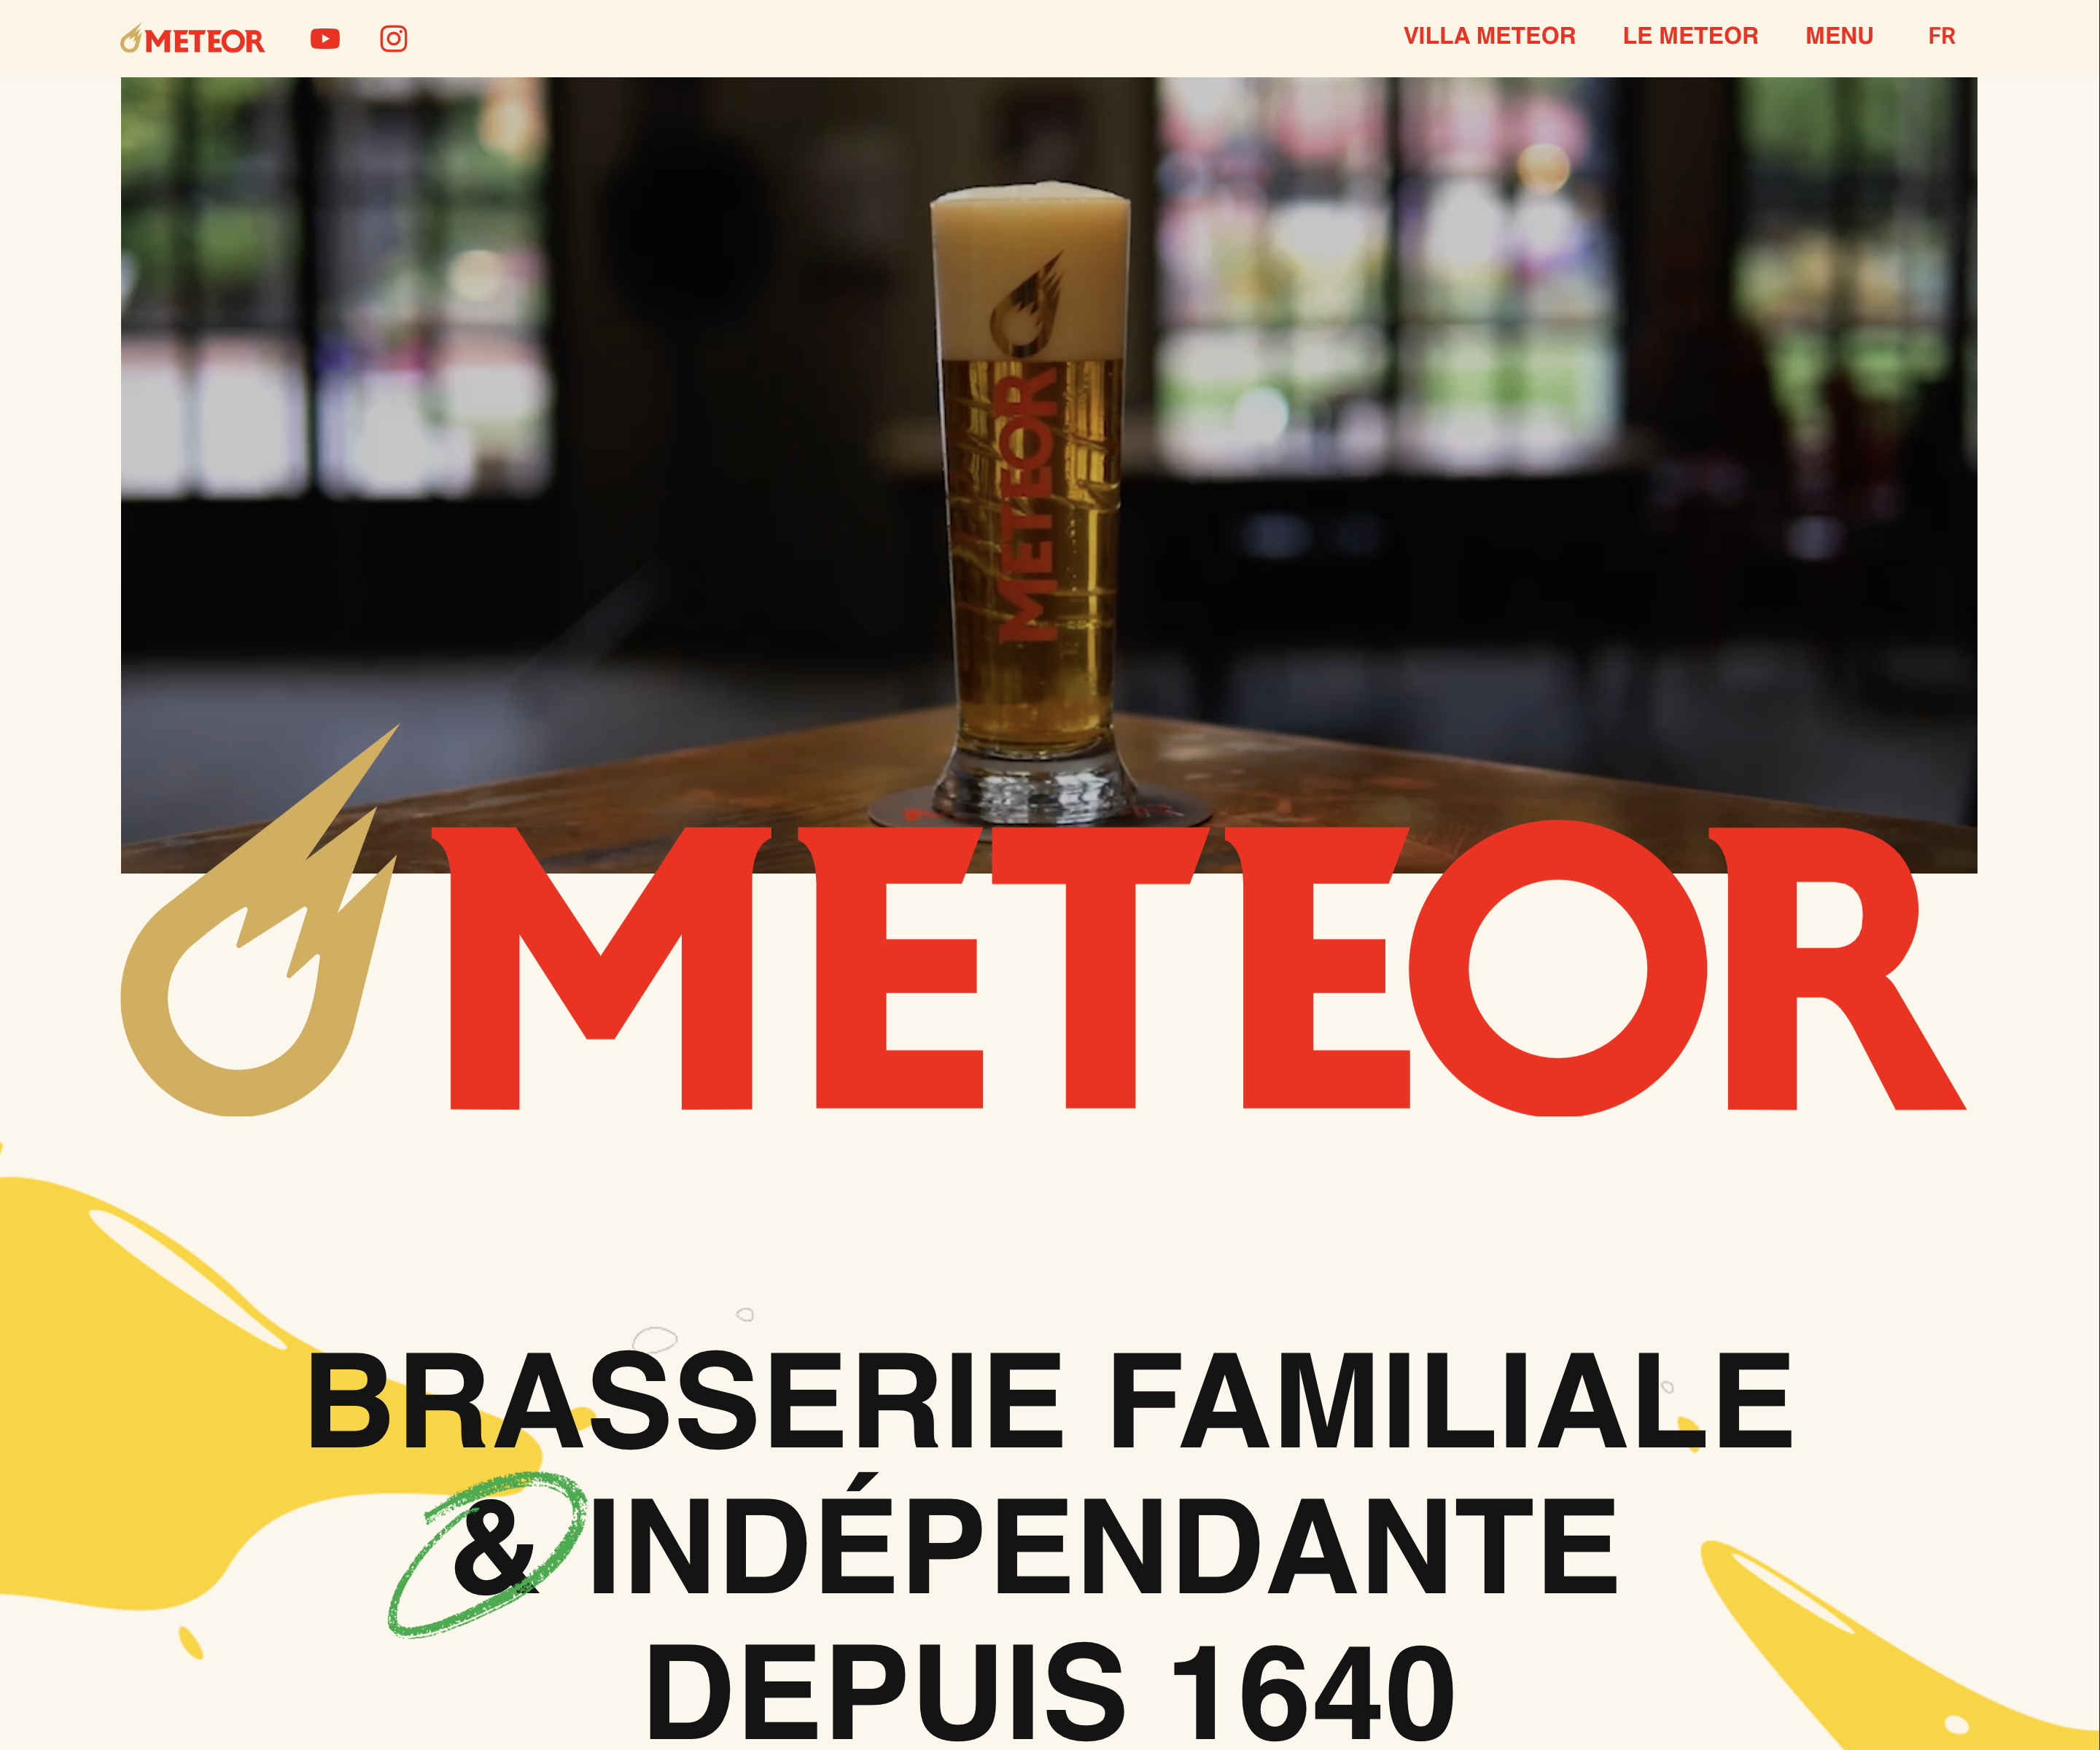 METEOR
VILLA METEOR
LE METEOR
MENU
FR
METEOR
METEOR
BRASSERIE FAMILIALE
& INDÉPENDANTE
DEPUIS 1640